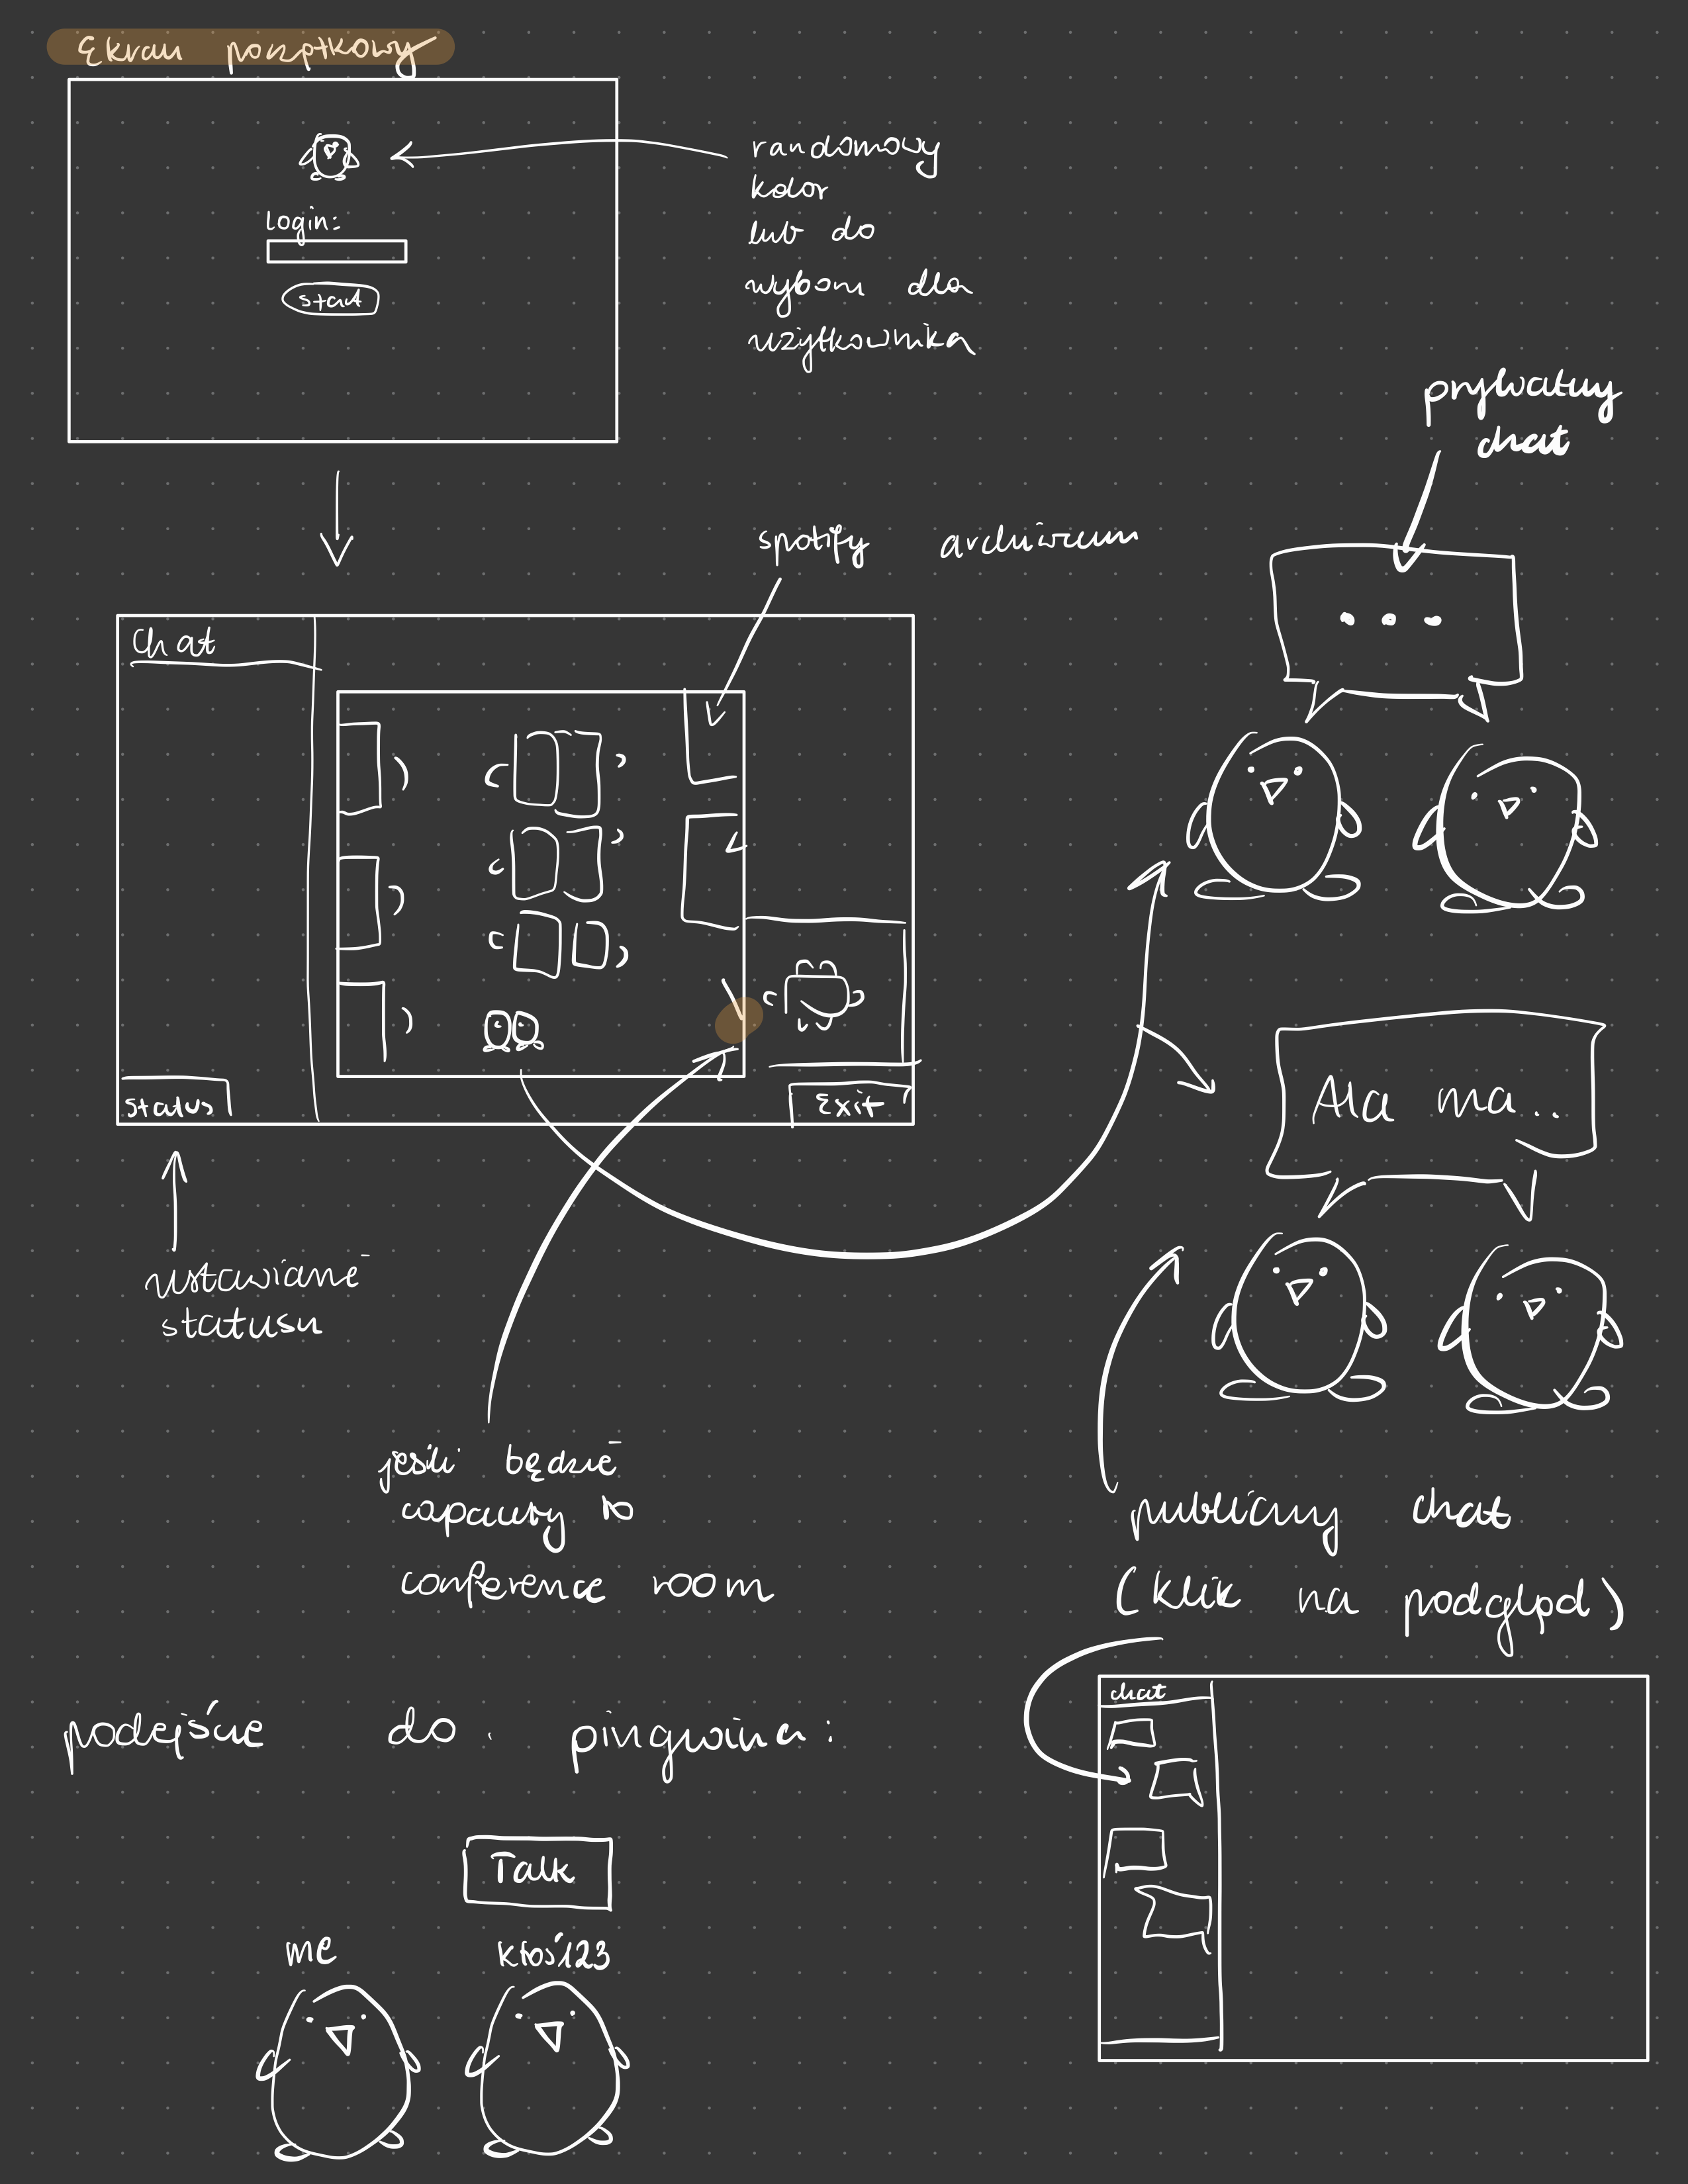 Ekran początkowy
randomowy
kolor
lub do
wyboru dla
użytkownika
login:
start
prywatny
chat
spotify archiwum
Chat
...
status
Exit
Ala ma...
ustawianie
statusu
jeśli będzie
capacity to
conference room
publiczny chat
(klik na podgląd)
chat
podejście do pingwina:
Talk
me
ktoś123